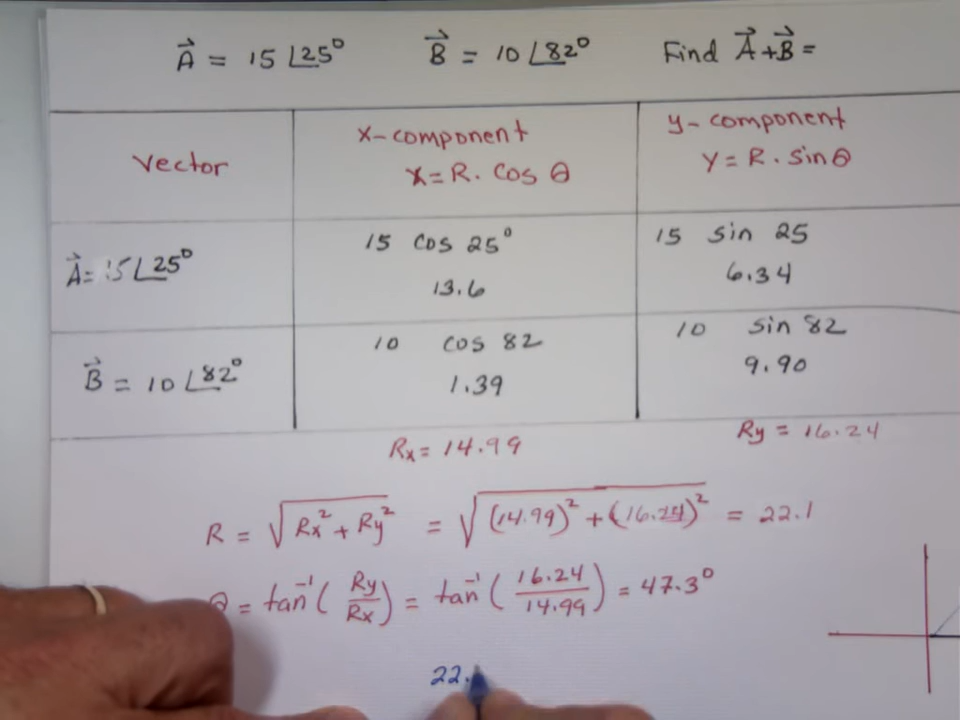 A⃗ = 15 ∠25° B⃗ = 10 ∠82° Find A⃗+B⃗ =
Vector
x-component
x = R . Cos θ
y-component
Y = R . sin θ
A⃗ = 15 ∠25°
15 Cos 25°
13.6
15 sin 25
6.34
B⃗ = 10 ∠82°
10 cos 82
1.39
10 sin 82
9.90
Rx = 14.99
Ry = 16.24
R = √(Rx² + Ry²) = √((14.99)² + (16.24)²) = 22.1
θ = tan⁻¹(Ry/Rx) = tan⁻¹(16.24/14.99) = 47.3°
22.